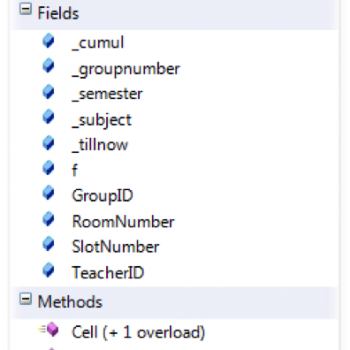 Fields
_cumul
_groupnumber
_semester
_subject
_tillnow
f
GroupID
RoomNumber
SlotNumber
TeacherID
Methods
Cell (+ 1 overload)